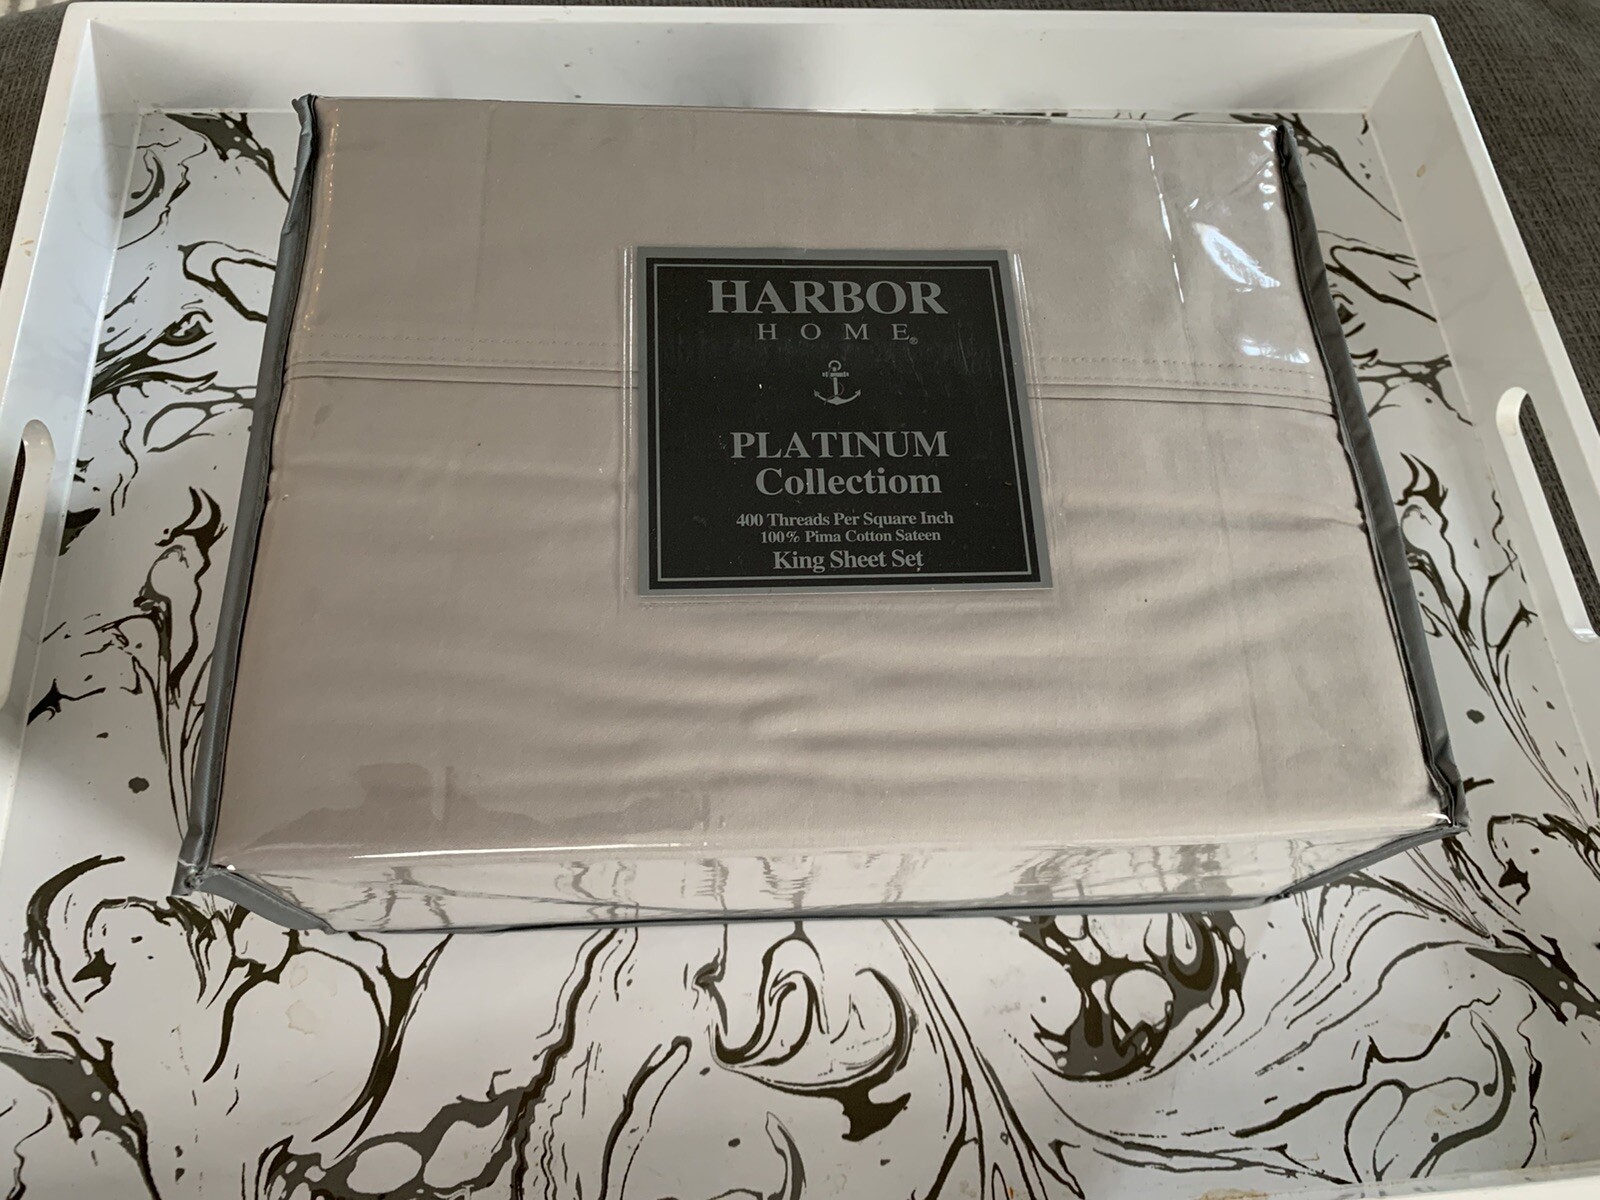 HARBOR
HOME®
PLATINUM
Collectiom
400 Threads Per Square Inch
100% Pima Cotton Sateen
King Sheet Set